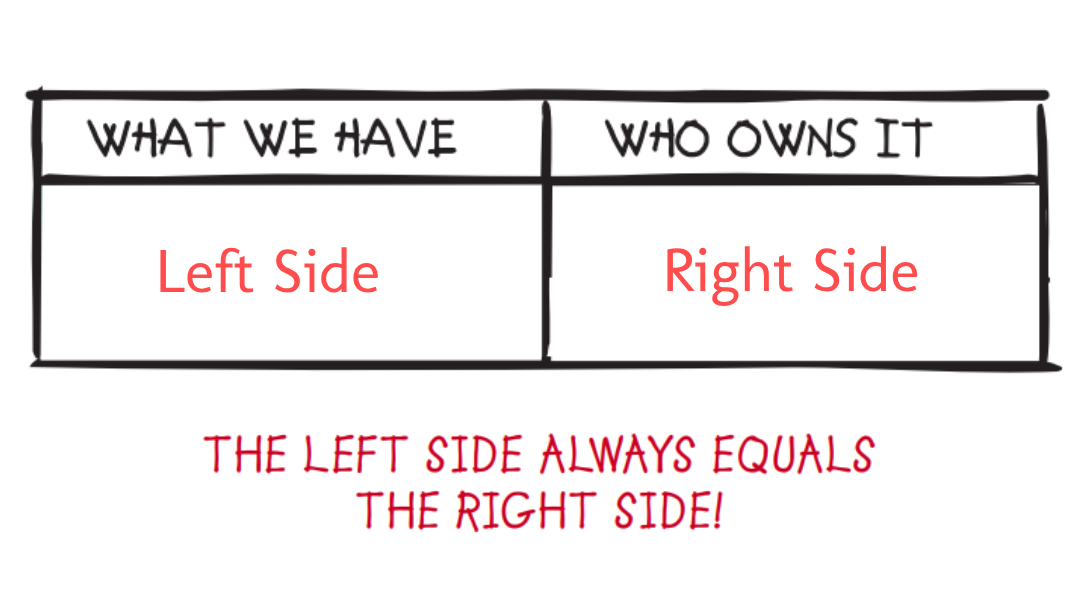 WHAT WE HAVE
WHO OWNS IT
Left Side
Right Side
THE LEFT SIDE ALWAYS EQUALS
THE RIGHT SIDE!